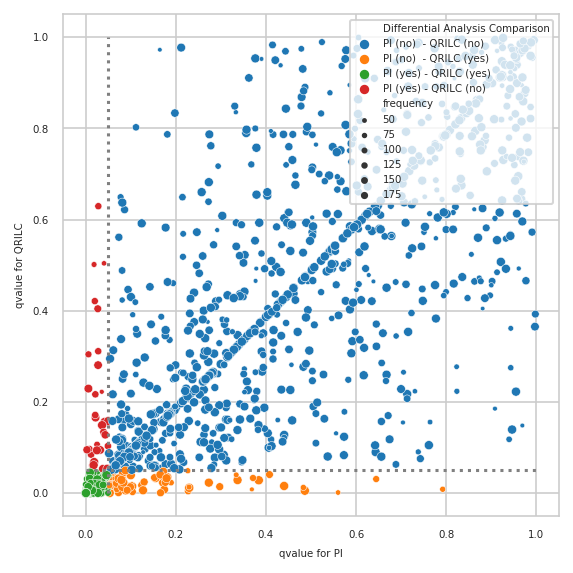 Differential Analysis Comparison
PI (no) - QRILC (no)
PI (no)  - QRILC (yes)
PI (yes) - QRILC (yes)
PI (yes) - QRILC (no)
frequency
50
75
100
125
150
175
1.0
0.8
0.6
0.4
0.2
0.0
qvalue for QRILC
0.0 0.2 0.4 0.6 0.8 1.0
qvalue for PI